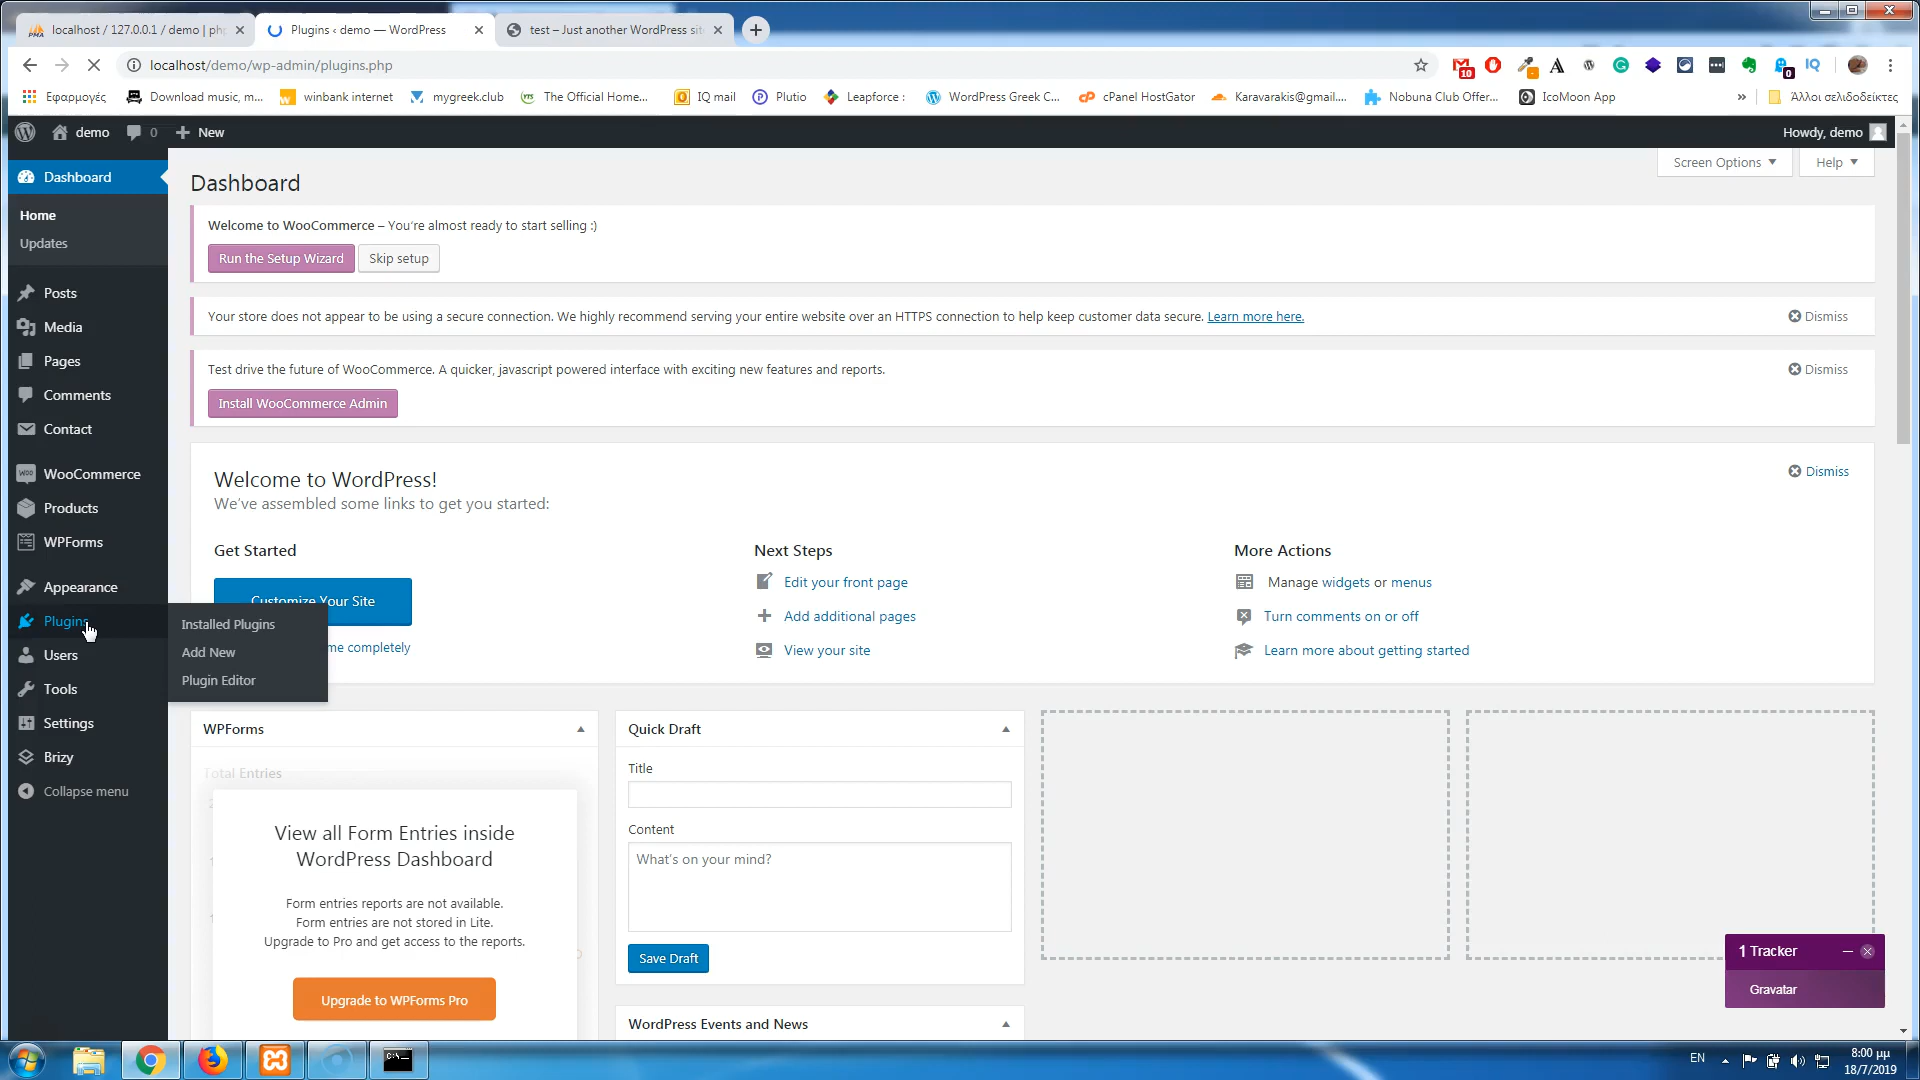 localhost / 127.0.0.1 / demo | ph
Plugins ‹ demo — WordPress
test – Just another WordPress sit
localhost/demo/wp-admin/plugins.php
10
0
IQ
Εφαρμογές
Download music, m...
winbank internet
mygreek.club
The Official Home...
IQ mail
Plutio
Leapforce :
WordPress Greek C...
cPanel HostGator
Karavarakis@gmail....
Nobuna Club Offer...
IcoMoon App
»
Άλλοι σελιδοδείκτες
demo
0
New
Howdy, demo
Screen Options
Help
Dashboard
Home
Updates
Posts
Media
Pages
Comments
Contact
WooCommerce
Products
WPForms
Appearance
Plugins
Users
Tools
Settings
Brizy
Collapse menu
Installed Plugins
Add New
Plugin Editor
Dashboard
Welcome to WooCommerce – You're almost ready to start selling :)
Run the Setup Wizard
Skip setup
Your store does not appear to be using a secure connection. We highly recommend serving your entire website over an HTTPS connection to help keep customer data secure. Learn more here.
Dismiss
Test drive the future of WooCommerce. A quicker, javascript powered interface with exciting new features and reports.
Dismiss
Install WooCommerce Admin
Welcome to WordPress!
We've assembled some links to get you started:
Dismiss
Get Started
Customize Your Site
me completely
Next Steps
Edit your front page
Add additional pages
View your site
More Actions
Manage widgets or menus
Turn comments on or off
Learn more about getting started
WPForms
Total Entries
View all Form Entries inside
WordPress Dashboard
Form entries reports are not available.
Form entries are not stored in Lite.
Upgrade to Pro and get access to the reports.
Upgrade to WPForms Pro
Quick Draft
Title
Content
What's on your mind?
Save Draft
WordPress Events and News
1 Tracker
Gravatar
EN
8:00 μμ
18/7/2019